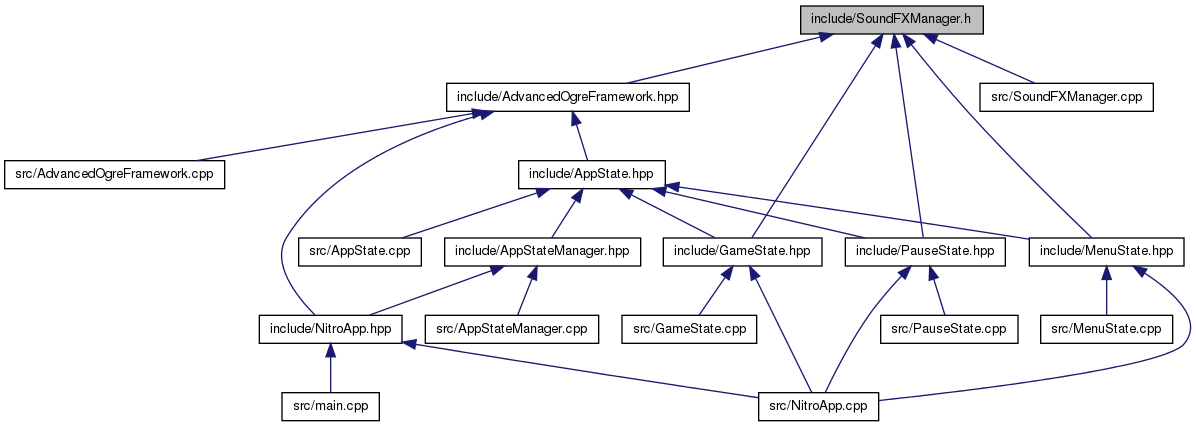 include/SoundFXManager.h
include/AdvancedOgreFramework.hpp
src/SoundFXManager.cpp
src/AdvancedOgreFramework.cpp
include/AppState.hpp
src/AppState.cpp
include/AppStateManager.hpp
include/GameState.hpp
include/PauseState.hpp
include/MenuState.hpp
include/NitroApp.hpp
src/AppStateManager.cpp
src/GameState.cpp
src/PauseState.cpp
src/MenuState.cpp
src/main.cpp
src/NitroApp.cpp